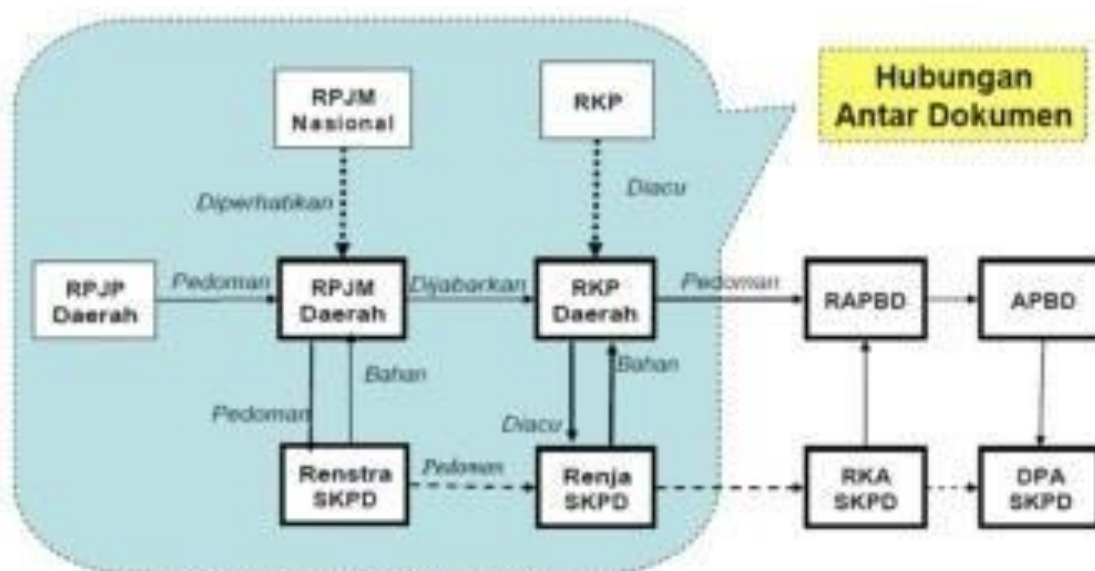 Hubungan
Antar Dokumen
RPJM
Nasional
RKP
Diperhatikan
Diacu
RPJP
Daerah
Pedoman
RPJM
Daerah
Dijabarkan
RKP
Daerah
Pedoman
RAPBD
APBD
Pedoman
Bahan
Diacu
Bahan
Renstra
SKPD
Pedoman
Renja
SKPD
RKA
SKPD
DPA
SKPD